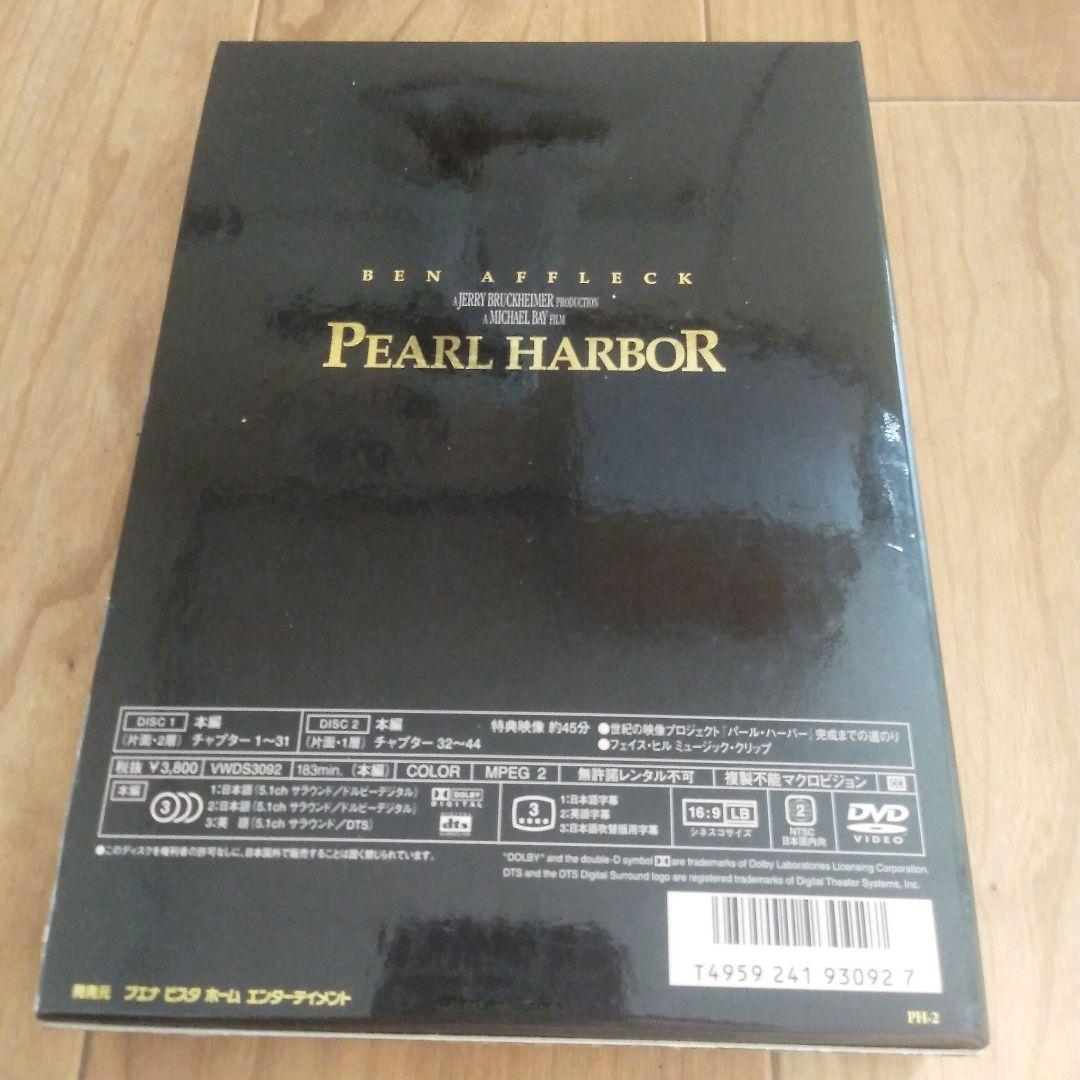 BEN AFFLECK
A JERRY BRUCKHEIMER PRODUCTION
A MICHAEL BAY FILM
PEARL HARBOR
DISC 1 本編
(片面・2層) チャプター 1〜31
DISC 2 本編 特典映像 約45分
(片面・1層) チャプター 32〜44
●世紀の映像プロジェクト『パール・ハーバー』完成までの道のり
●フェイス・ヒル ミュージック・クリップ
税抜 ¥3,800 VWDS3092 183min. (本編) COLOR MPEG 2 無許諾レンタル不可 複製不能マクロビジョン
本編 3
1:日本語[5.1ch サラウンド/ドルビーデジタル]
2:日本語[5.1ch サラウンド/ドルビーデジタル]
3:英 語[5.1ch サラウンド/DTS]
DOLBY DIGITAL
dts
3
1:日本語字幕
2:英語字幕
3:日本語吹替版用字幕
16:9 LB
シネスコサイズ
2
NTSC
日本国内向
DVD VIDEO
●このディスクを権利者の許可なしに、日本国外で販売することは固く禁じられています。
"DOLBY" and the double-D symbol are trademarks of Dolby Laboratories Licensing Corporation.
DTS and the DTS Digital Surround logo are registered trademarks of Digital Theater Systems, Inc.
T4959 241 93092 7
開発元 ブエナ ビスタ ホーム エンターテイメント
PH-2